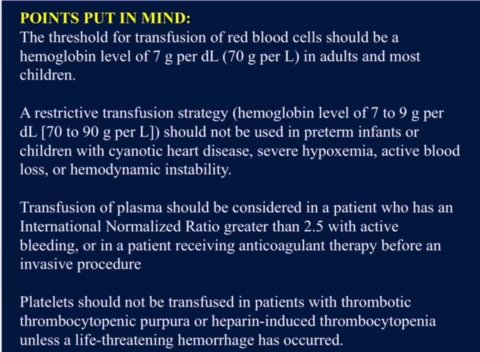 POINTS PUT IN MIND:
The threshold for transfusion of red blood cells should be a
hemoglobin level of 7 g per dL (70 g per L) in adults and most
children.
A restrictive transfusion strategy (hemoglobin level of 7 to 9 g per
dL [70 to 90 g per L]) should not be used in preterm infants or
children with cyanotic heart disease, severe hypoxemia, active blood
loss, or hemodynamic instability.
Transfusion of plasma should be considered in a patient who has an
International Normalized Ratio greater than 2.5 with active
bleeding, or in a patient receiving anticoagulant therapy before an
invasive procedure
Platelets should not be transfused in patients with thrombotic
thrombocytopenic purpura or heparin-induced thrombocytopenia
unless a life-threatening hemorrhage has occurred.